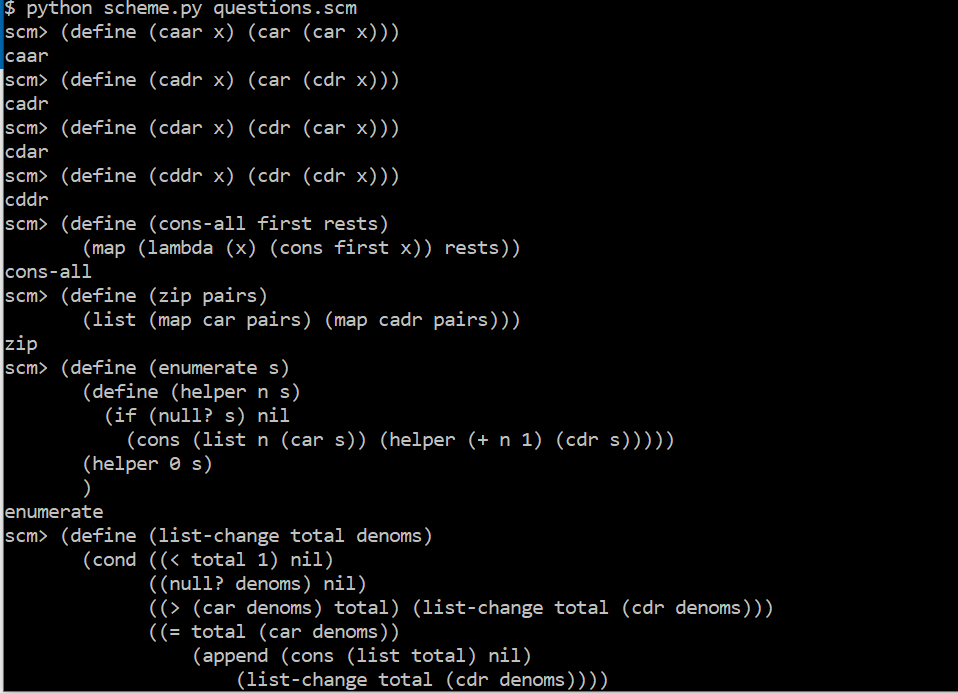 $ python scheme.py questions.scm
scm> (define (caar x) (car (car x)))
caar
scm> (define (cadr x) (car (cdr x)))
cadr
scm> (define (cdar x) (cdr (car x)))
cdar
scm> (define (cddr x) (cdr (cdr x)))
cddr
scm> (define (cons-all first rests)
       (map (lambda (x) (cons first x)) rests))
cons-all
scm> (define (zip pairs)
       (list (map car pairs) (map cadr pairs)))
zip
scm> (define (enumerate s)
       (define (helper n s)
         (if (null? s) nil
           (cons (list n (car s)) (helper (+ n 1) (cdr s)))))
       (helper 0 s)
       )
enumerate
scm> (define (list-change total denoms)
       (cond ((< total 1) nil)
             ((null? denoms) nil)
             ((> (car denoms) total) (list-change total (cdr denoms)))
             ((= total (car denoms))
                 (append (cons (list total) nil)
                     (list-change total (cdr denoms))))